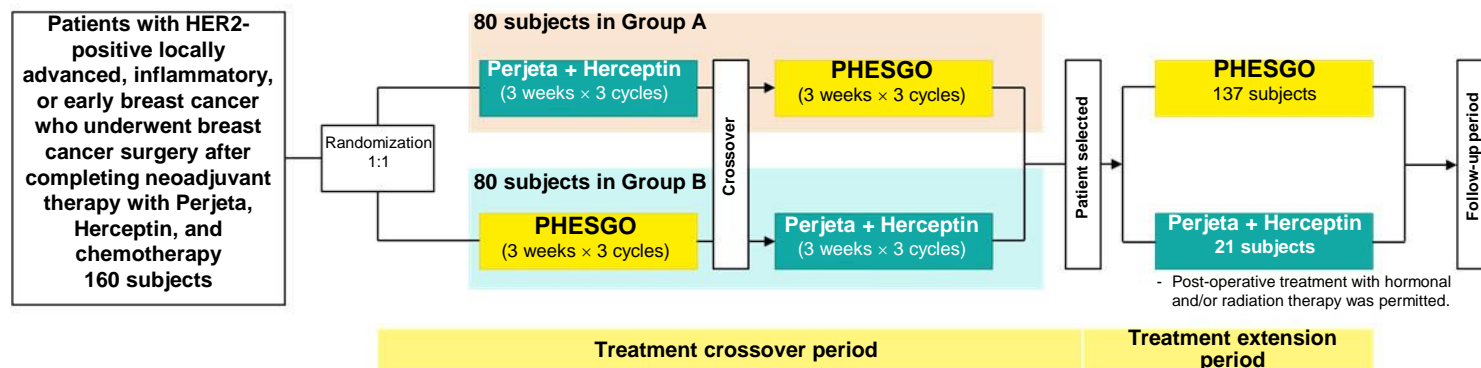 Patients with HER2-
positive locally
advanced, inflammatory,
or early breast cancer
who underwent breast
cancer surgery after
completing neoadjuvant
therapy with Perjeta,
Herceptin, and
chemotherapy
160 subjects
Randomization
1:1
80 subjects in Group A
Perjeta + Herceptin
(3 weeks × 3 cycles)
PHESGO
(3 weeks × 3 cycles)
80 subjects in Group B
PHESGO
(3 weeks × 3 cycles)
Perjeta + Herceptin
(3 weeks × 3 cycles)
Crossover
Patient selected
PHESGO
137 subjects
Perjeta + Herceptin
21 subjects
- Post-operative treatment with hormonal
and/or radiation therapy was permitted.
Follow-up period
Treatment crossover period
Treatment extension
period